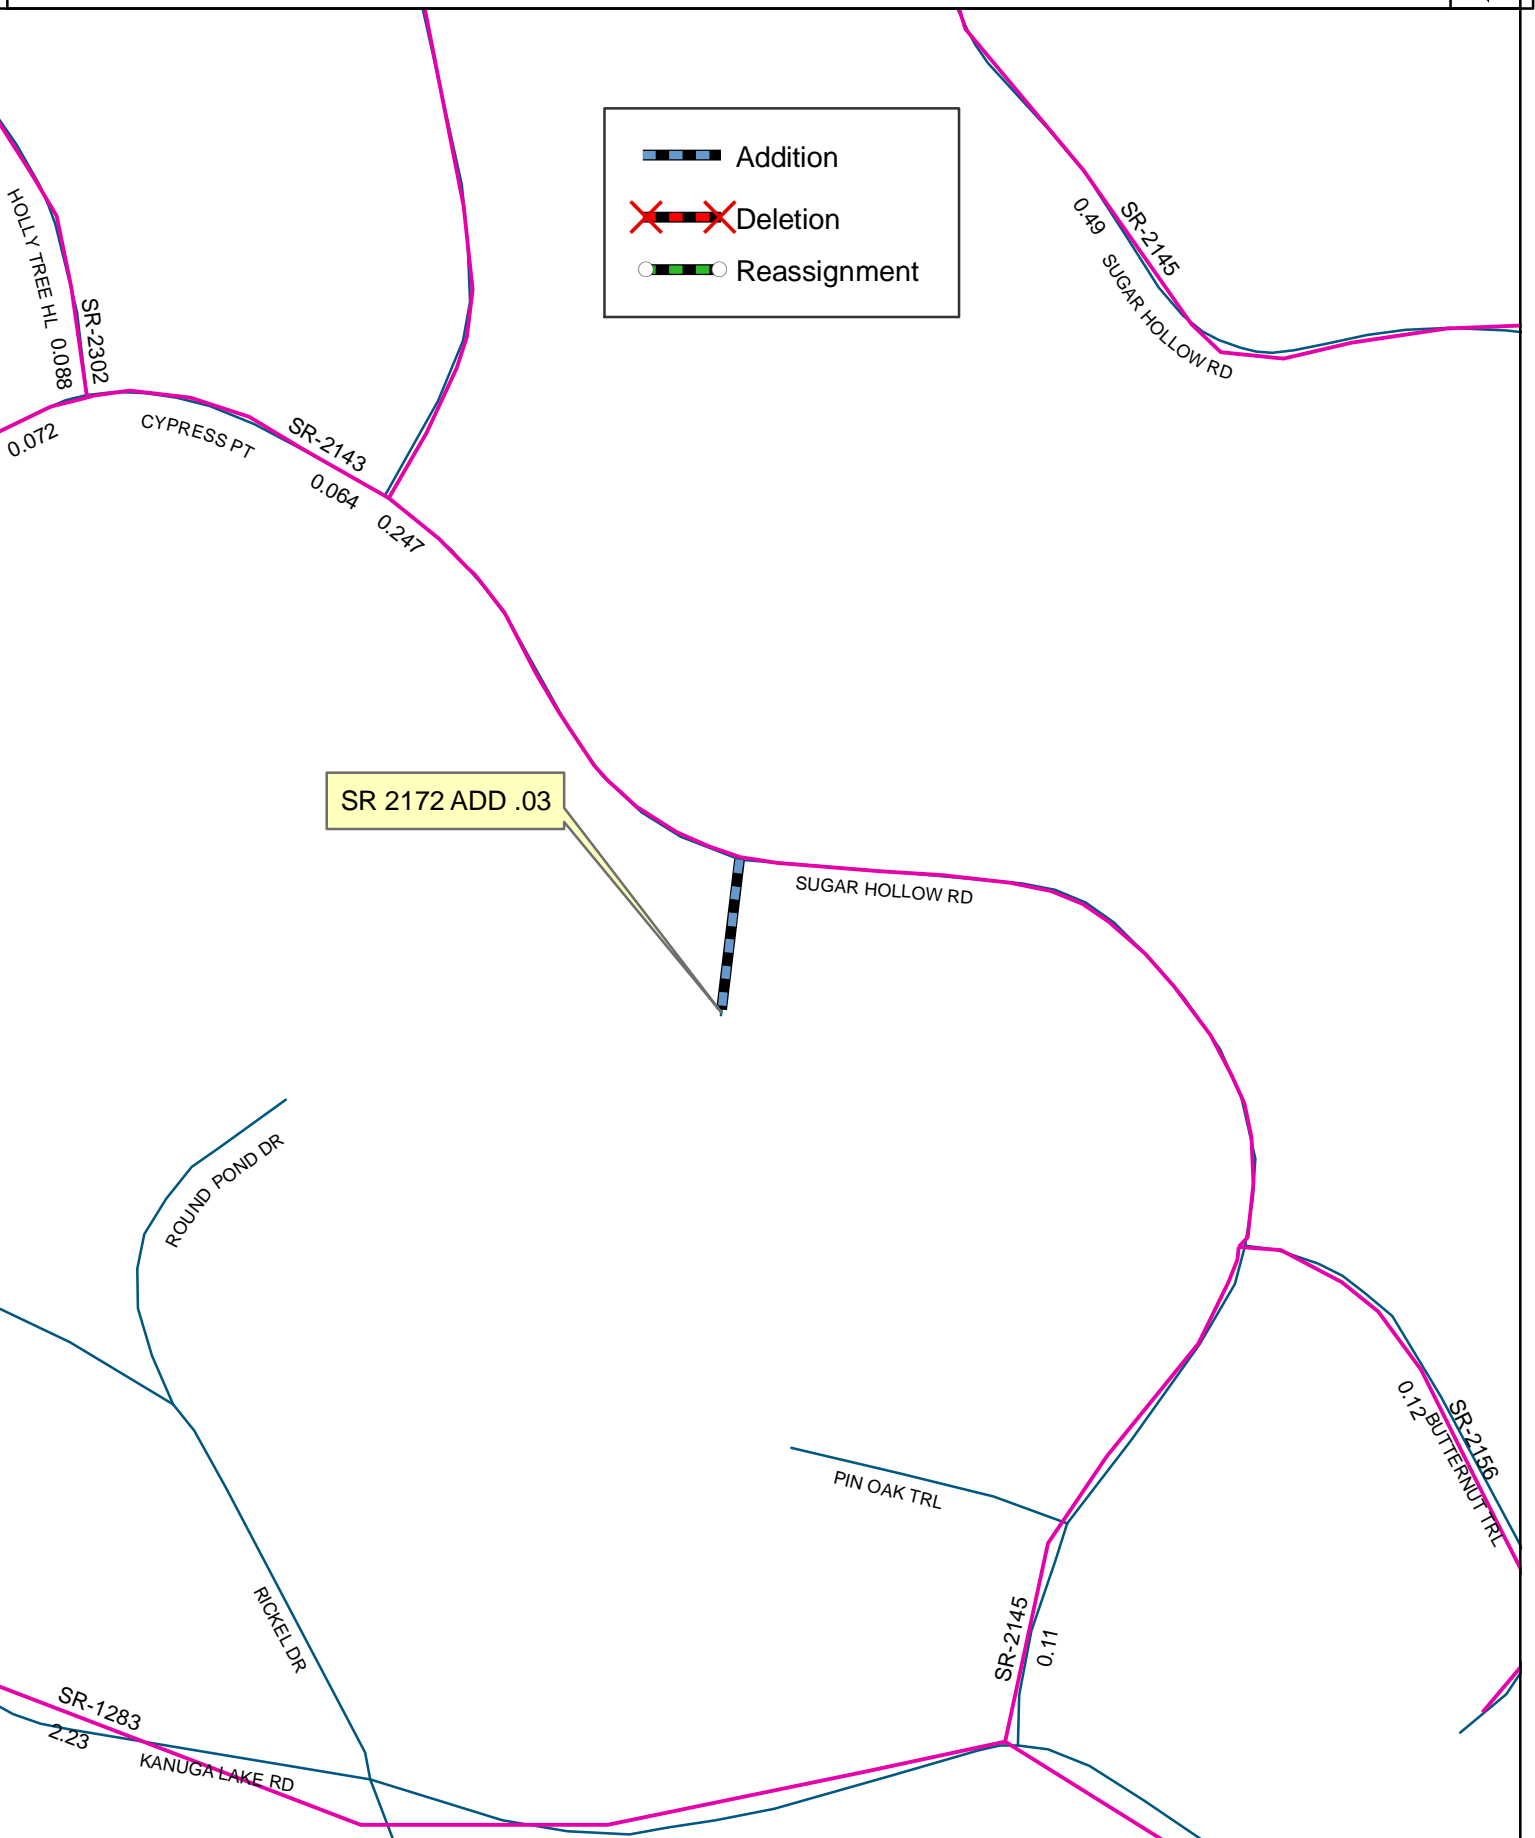 Addition
Deletion
Reassignment
SR-2145
0.49
SUGAR HOLLOW RD
HOLLY TREE HL
0.088
SR-2302
0.072
CYPRESS PT
SR-2143
0.064
0.247
SR 2172 ADD .03
SUGAR HOLLOW RD
ROUND POND DR
PIN OAK TRL
SR-2156
0.12
BUTTERNUT TRL
RICKEL DR
SR-2145
0.11
SR-1283
2.23
KANUGA LAKE RD